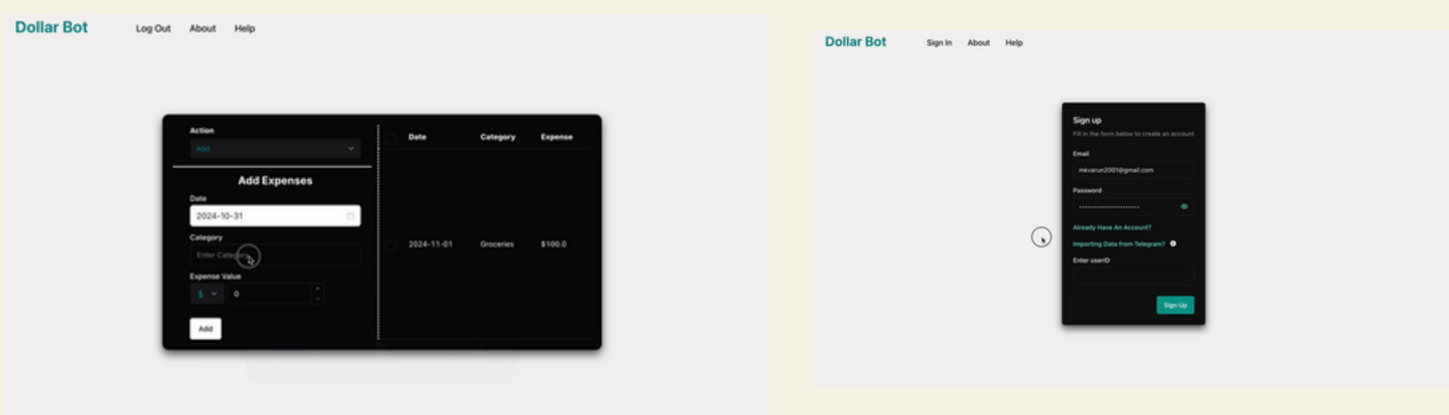 Dollar Bot Log Out About Help
Action
Add
Add Expenses
Date
2024-10-31
Category
Enter Category
Expense Value
$ 0
Add
Date Category Expense
2024-11-01 Groceries $100.0
Dollar Bot Sign In About Help
Sign up
Fill in the form below to create an account
Email
mkvarun2001@gmail.com
Password
Already Have An Account?
Importing Data from Telegram?
Enter userID
Sign Up